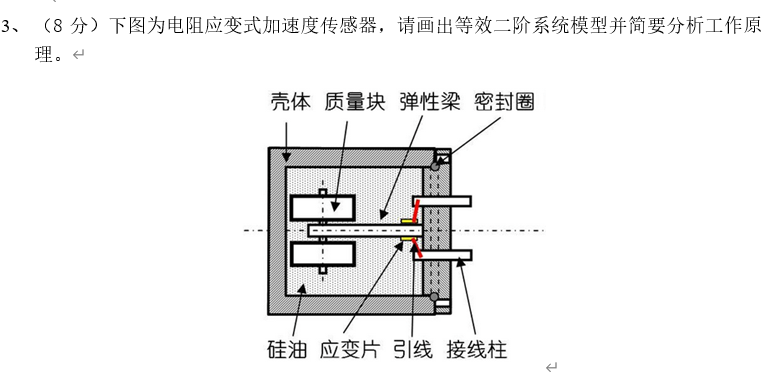 3、（8 分）下图为电阻应变式加速度传感器，请画出等效二阶系统模型并简要分析工作原
理。
壳体 质量块 弹性梁 密封圈
硅油 应变片 引线 接线柱